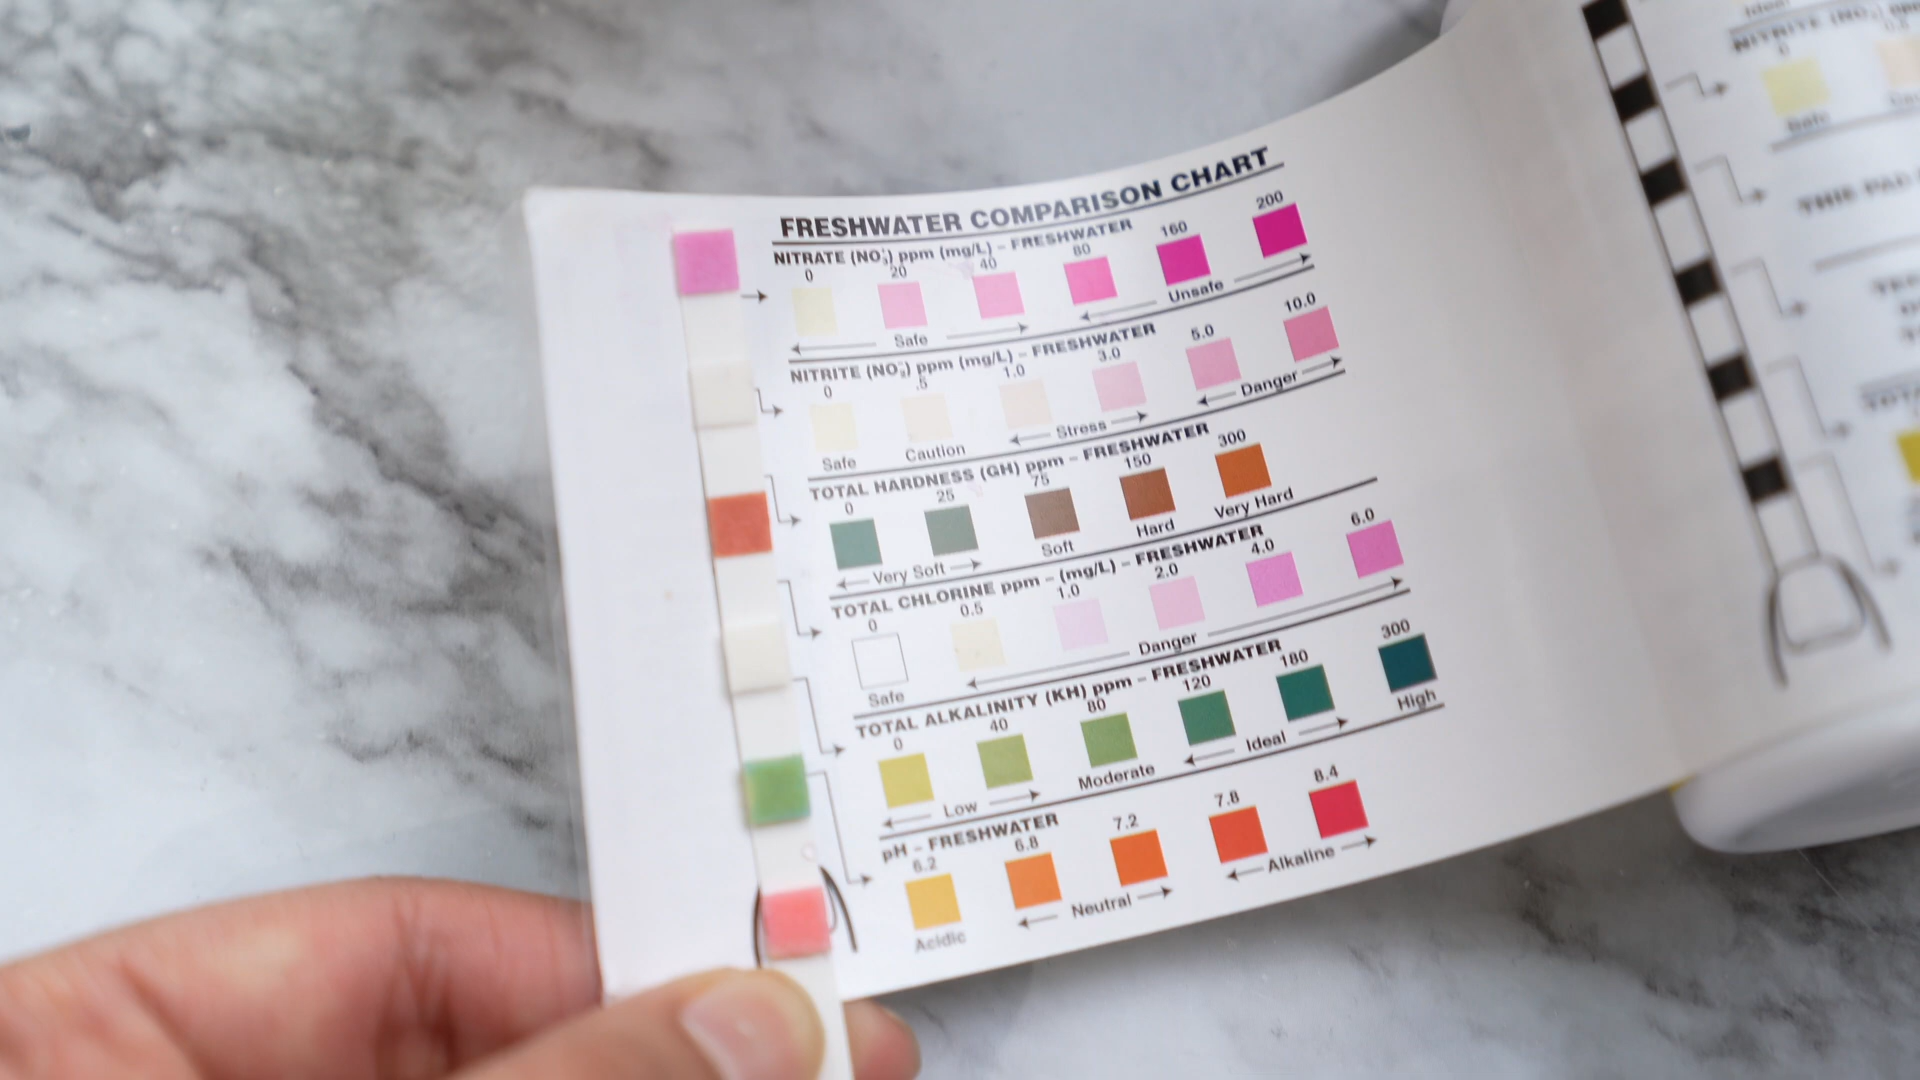 FRESHWATER COMPARISON CHART
NITRATE (NO₃⁻) ppm (mg/L) – FRESHWATER
0 20 40 80 160 200
Safe Unsafe
NITRITE (NO₂⁻) ppm (mg/L) – FRESHWATER
0 .5 1.0 3.0 5.0 10.0
Safe Caution Stress Danger
TOTAL HARDNESS (GH) ppm – FRESHWATER
0 25 75 150 300
Very Soft Soft Hard Very Hard
TOTAL CHLORINE ppm – (mg/L) – FRESHWATER
0 0.5 1.0 2.0 4.0 6.0
Safe Danger
TOTAL ALKALINITY (KH) ppm – FRESHWATER
0 40 80 120 180 300
Low Moderate Ideal High
pH – FRESHWATER
6.2 6.8 7.2 7.8 8.4
Acidic Neutral Alkaline
Ideal
NITRITE (NO₂⁻)
0
Safe
THIS PAD